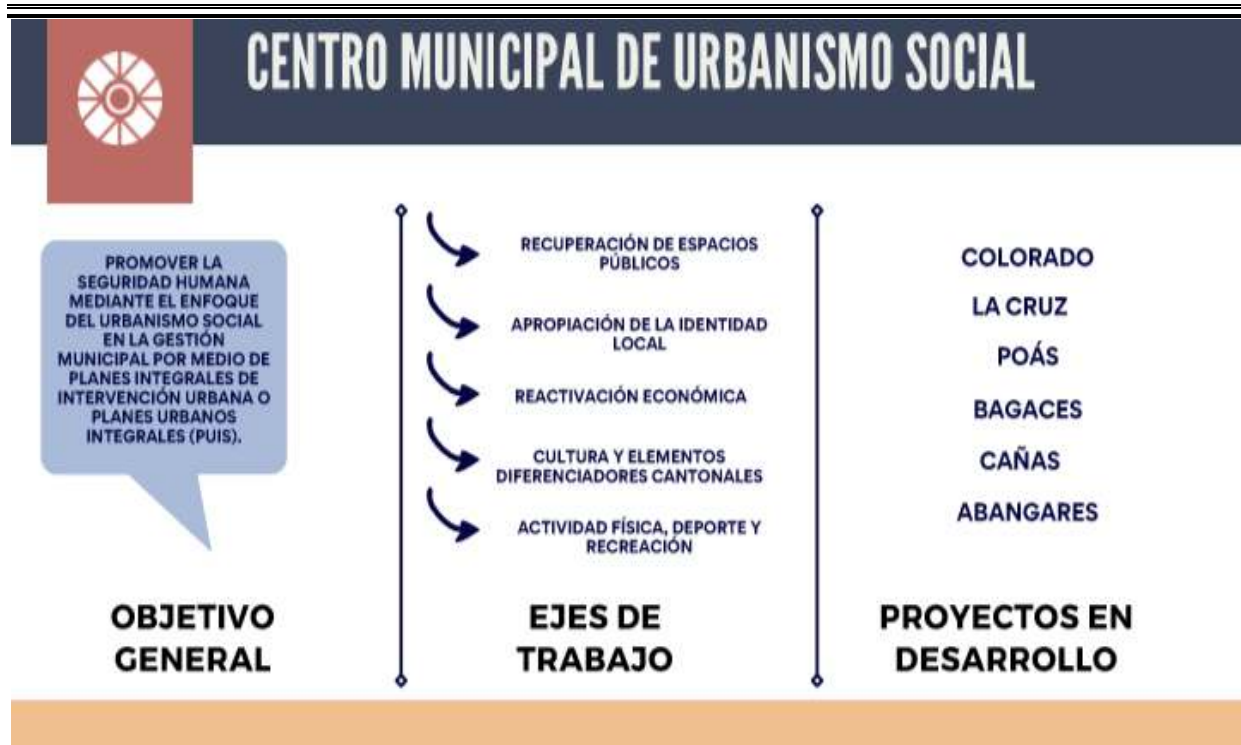 CENTRO MUNICIPAL DE URBANISMO SOCIAL
PROMOVER LA
SEGURIDAD HUMANA
MEDIANTE EL ENFOQUE
DEL URBANISMO SOCIAL
EN LA GESTIÓN
MUNICIPAL POR MEDIO DE
PLANES INTEGRALES DE
INTERVENCIÓN URBANA O
PLANES URBANOS
INTEGRALES (PUIS).
OBJETIVO
GENERAL
RECUPERACIÓN DE ESPACIOS
PÚBLICOS
APROPIACIÓN DE LA IDENTIDAD
LOCAL
REACTIVACIÓN ECONÓMICA
CULTURA Y ELEMENTOS
DIFERENCIADORES CANTONALES
ACTIVIDAD FÍSICA, DEPORTE Y
RECREACIÓN
EJES DE
TRABAJO
COLORADO
LA CRUZ
POÁS
BAGACES
CAÑAS
ABANGARES
PROYECTOS EN
DESARROLLO